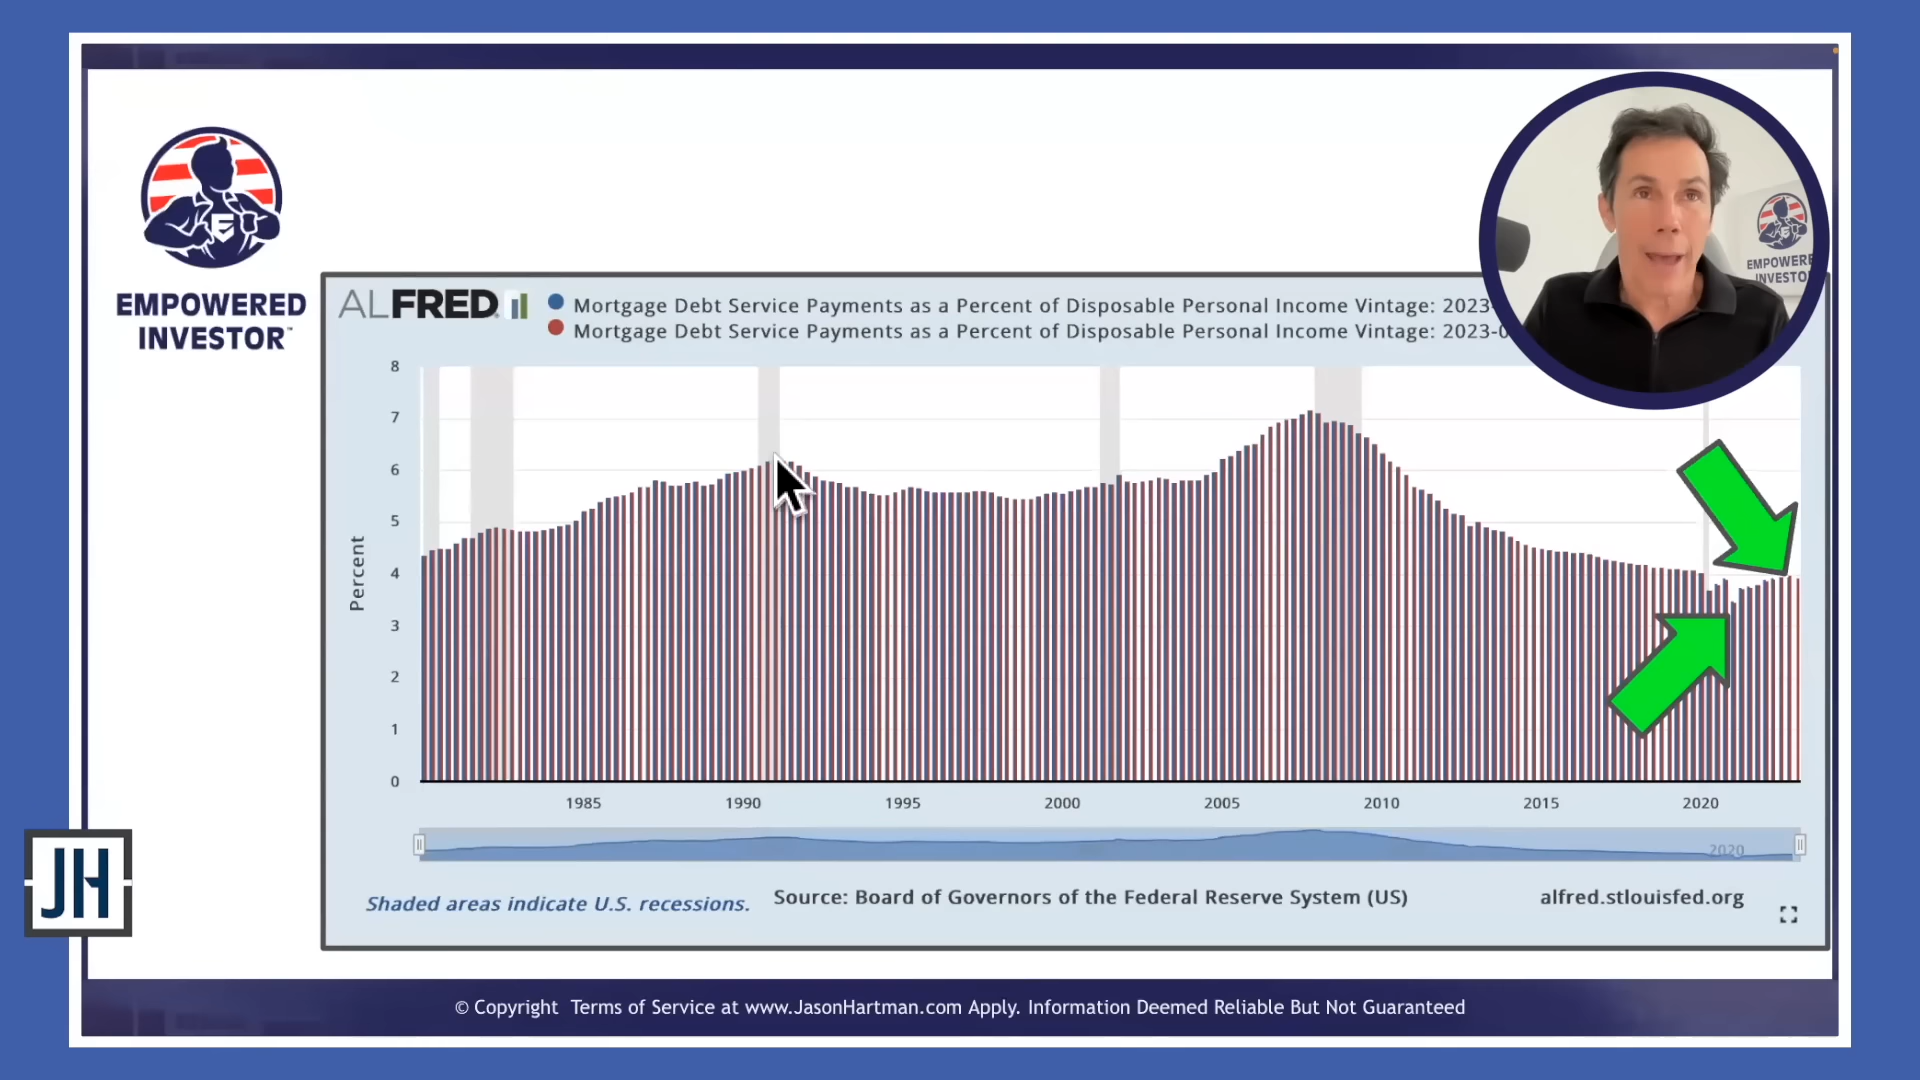 EMPOWERED
INVESTOR™
ALFRED
Mortgage Debt Service Payments as a Percent of Disposable Personal Income Vintage: 2023-
Mortgage Debt Service Payments as a Percent of Disposable Personal Income Vintage: 2023-0
EMPOWERE
INVESTO
Percent
8
7
6
5
4
3
2
1
0
1985 1990 1995 2000 2005 2010 2015 2020
2020
Shaded areas indicate U.S. recessions.
Source: Board of Governors of the Federal Reserve System (US)
alfred.stlouisfed.org
JH
© Copyright Terms of Service at www.JasonHartman.com Apply. Information Deemed Reliable But Not Guaranteed